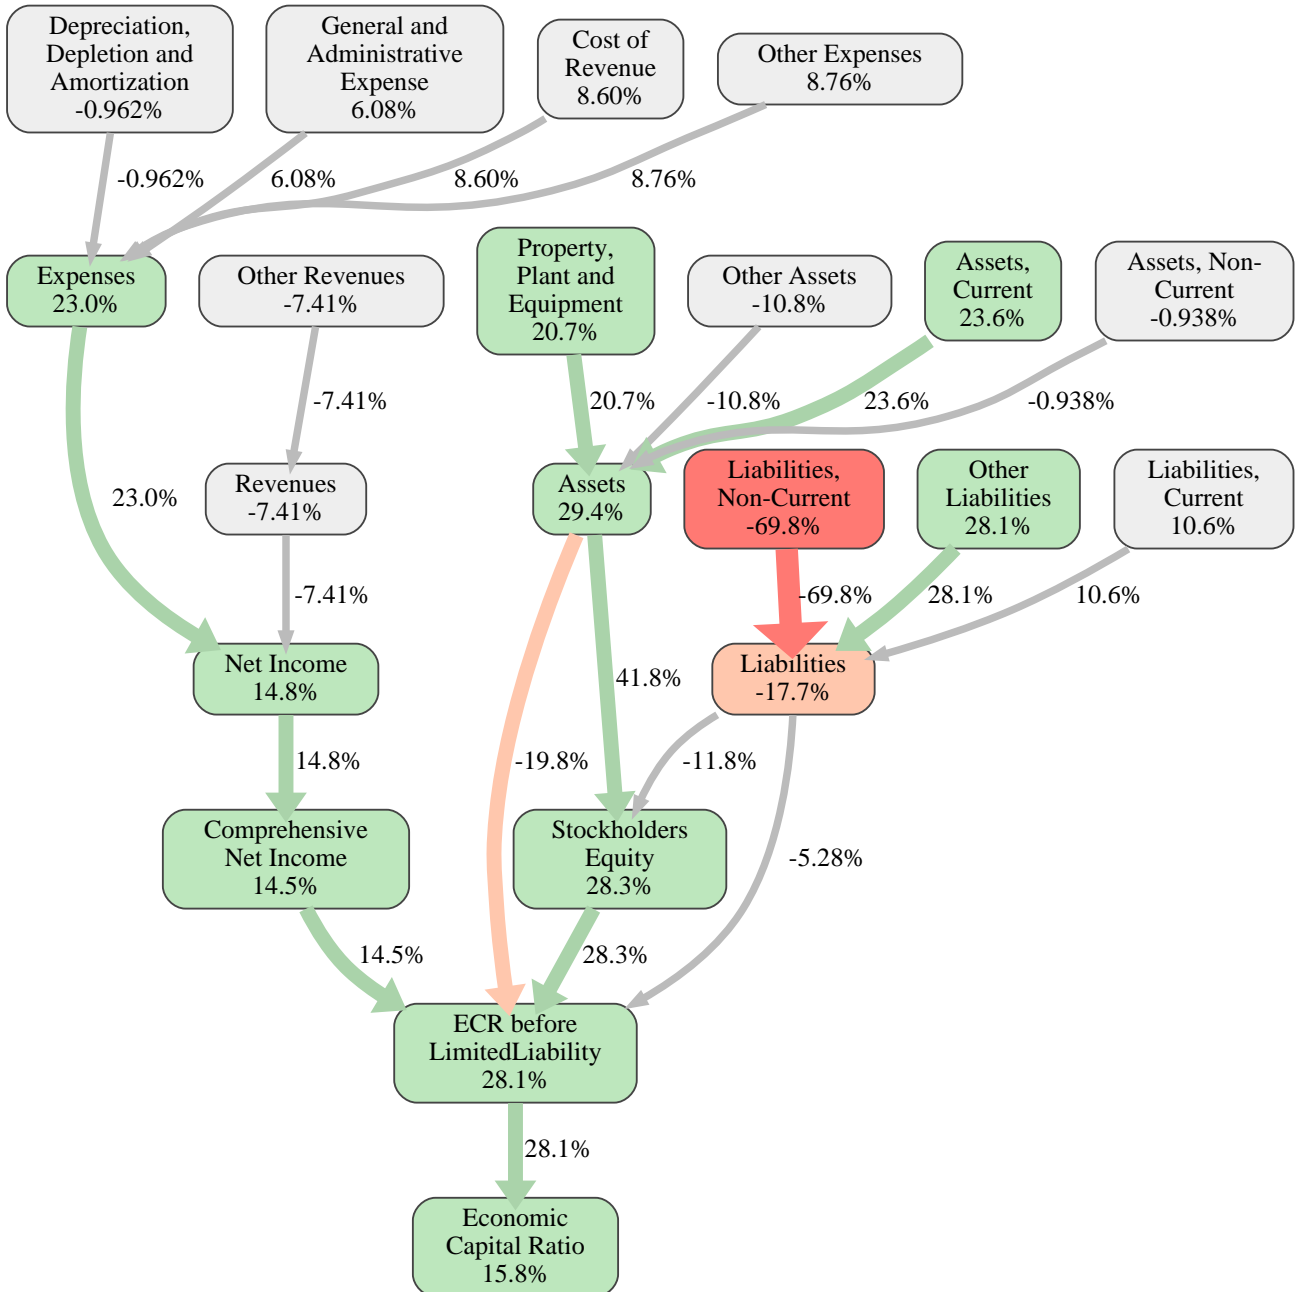 Depreciation,
Depletion and
Amortization
-0.962%
General and
Administrative
Expense
6.08%
Cost of
Revenue
8.60%
Other Expenses
8.76%
-0.962%
6.08%
8.60%
8.76%
Expenses
23.0%
Other Revenues
-7.41%
Property,
Plant and
Equipment
20.7%
Other Assets
-10.8%
Assets,
Current
23.6%
Assets, Non-
Current
-0.938%
-7.41%
20.7%
-10.8%
23.6%
-0.938%
23.0%
Revenues
-7.41%
Assets
29.4%
Liabilities,
Non-Current
-69.8%
Other
Liabilities
28.1%
Liabilities,
Current
10.6%
-7.41%
-69.8%
28.1%
10.6%
Net Income
14.8%
41.8%
Liabilities
-17.7%
14.8%
-19.8%
-11.8%
Comprehensive
Net Income
14.5%
Stockholders
Equity
28.3%
-5.28%
14.5%
28.3%
ECR before
LimitedLiability
28.1%
28.1%
Economic
Capital Ratio
15.8%